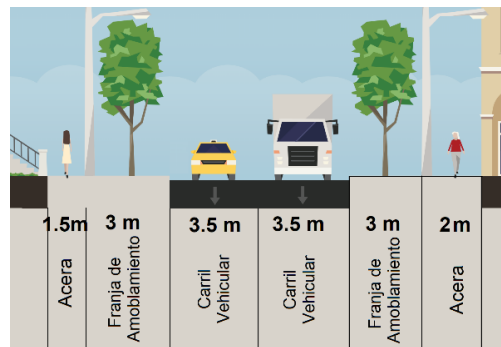 1.5m
3 m
3.5 m
3.5 m
3 m
2m
Acera
Franja de
Amoblamiento
Carril
Vehicular
Carril
Vehicular
Franja de
Amoblamiento
Acera